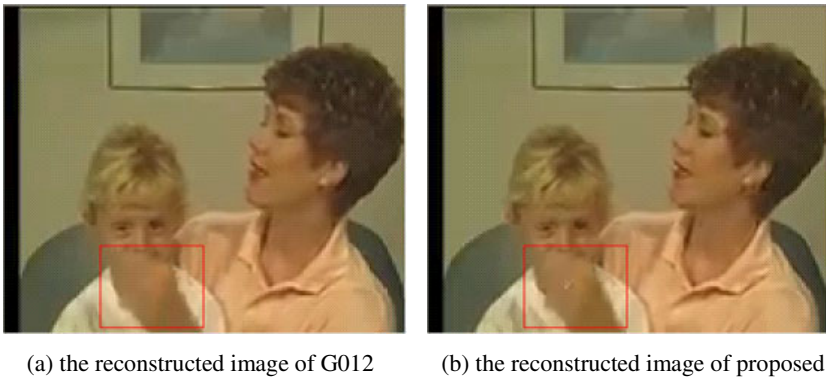 (a) the reconstructed image of G012
(b) the reconstructed image of proposed